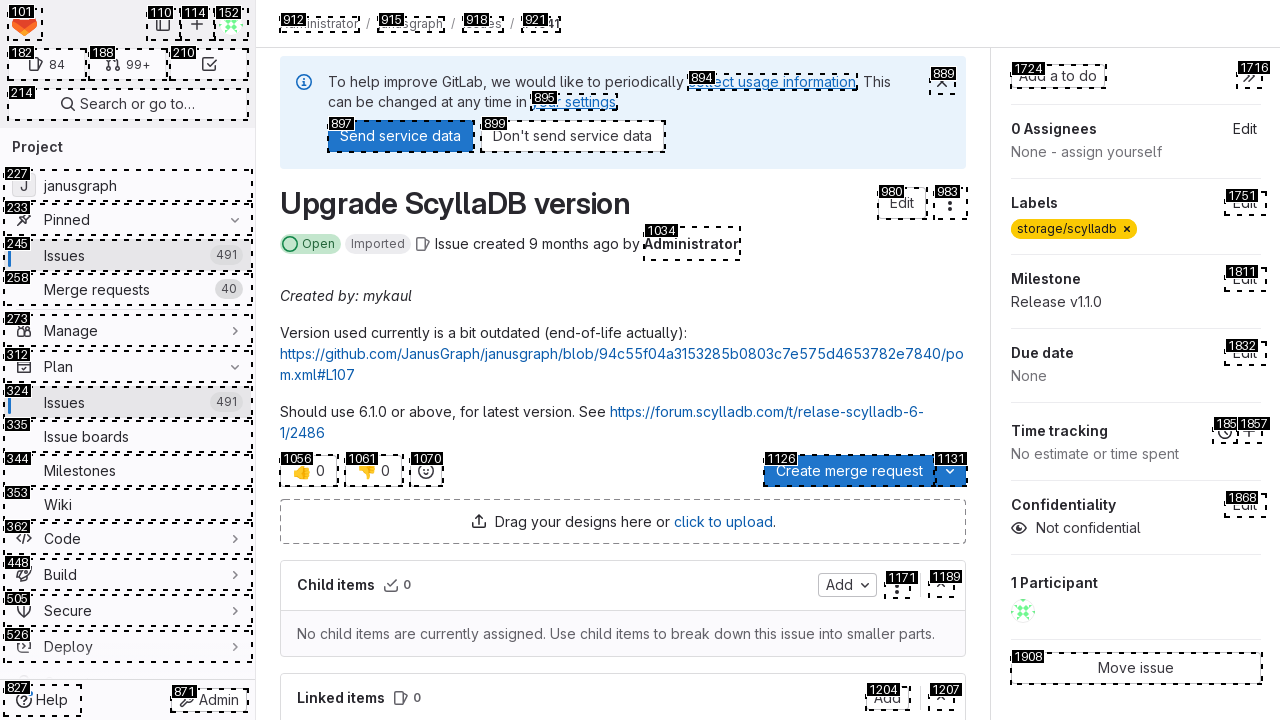 101
110
114
152
182
84
188
99+
210
214
Search or go to…
Project
227
J
janusgraph
233
Pinned
245
Issues
491
258
Merge requests
40
273
Manage
312
Plan
324
Issues
491
335
Issue boards
344
Milestones
353
Wiki
362
Code
448
Build
505
Secure
526
Deploy
827
Help
871
Admin
912
/
915
/
918
/
921
To help improve GitLab, we would like to periodically 894 collect usage information. This
can be changed at any time in 895 your settings.
889
897
Send service data
899
Don't send service data
Upgrade ScyllaDB version
980
Edit
983
Open
Imported
Issue created 9 months ago by
1034
Administrator
Created by: mykaul
Version used currently is a bit outdated (end-of-life actually):
https://github.com/JanusGraph/janusgraph/blob/94c55f04a3153285b0803c7e575d4653782e7840/po
m.xml#L107
Should use 6.1.0 or above, for latest version. See https://forum.scylladb.com/t/relase-scylladb-6-
1/2486
1056
0
1061
0
1070
1126
Create merge request
1131
Drag your designs here or click to upload.
Child items
0
Add
1171
1189
No child items are currently assigned. Use child items to break down this issue into smaller parts.
Linked items
0
1204
Add
1207
1724
Add a to do
1716
0 Assignees
Edit
None - assign yourself
Labels
1751
Edit
storage/scylladb
Milestone
1811
Edit
Release v1.1.0
Due date
1832
Edit
None
Time tracking
185
1857
No estimate or time spent
Confidentiality
1868
Edit
Not confidential
1 Participant
1908
Move issue